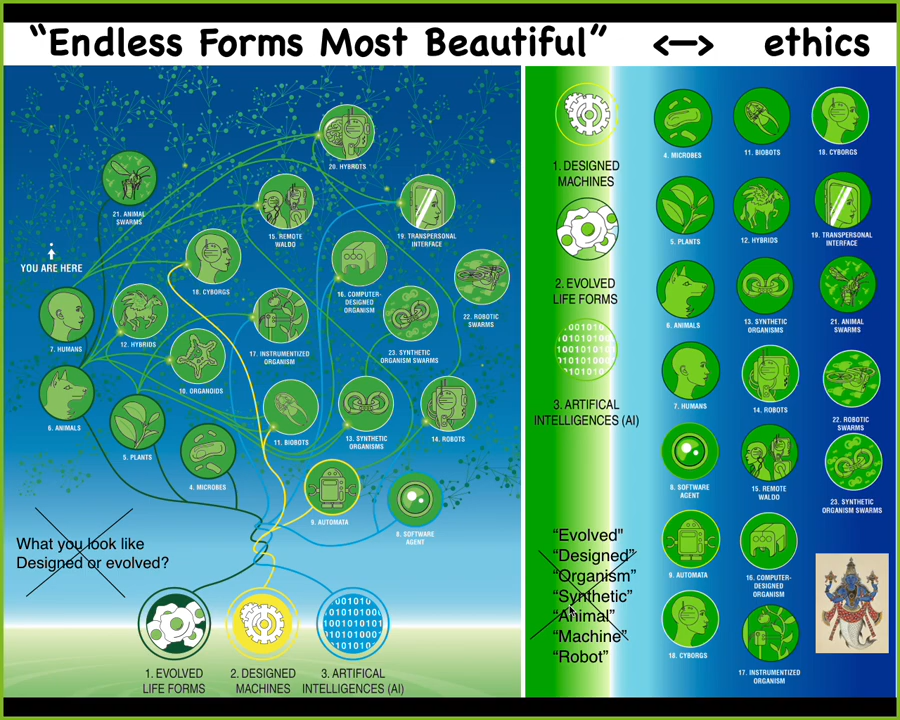 “Endless Forms Most Beautiful” <—> ethics
20. HYBROTS
21. ANIMAL
SWARMS
15. REMOTE
WALDO
19. TRANSPERSONAL
INTERFACE
YOU ARE HERE
18. CYBORGS
16. COMPUTER-
DESIGNED
ORGANISM
22. ROBOTIC
SWARMS
7. HUMANS
12. HYBRIDS
17. INSTRUMENTIZED
ORGANISM
23. SYNTHETIC
ORGANISM SWARMS
10. ORGANOIDS
6. ANIMALS
11. BIOBOTS
13. SYNTHETIC
ORGANISMS
14. ROBOTS
5. PLANTS
4. MICROBES
9. AUTOMATA
8. SOFTWARE
AGENT
What you look like
Designed or evolved?
1. EVOLVED
LIFE FORMS
2. DESIGNED
MACHINES
1001010
101010101
010101000
1010101
3. ARTIFICAL
INTELLIGENCES (AI)
1. DESIGNED
MACHINES
2. EVOLVED
LIFE FORMS
3. ARTIFICAL
INTELLIGENCES (AI)
“Evolved”
“Designed”
“Organism”
“Synthetic”
“Animal”
“Machine”
“Robot”
4. MICROBES
11. BIOBOTS
18. CYBORGS
5. PLANTS
12. HYBRIDS
19. TRANSPERSONAL
INTERFACE
6. ANIMALS
13. SYNTHETIC
ORGANISMS
21. ANIMAL
SWARMS
7. HUMANS
14. ROBOTS
22. ROBOTIC
SWARMS
8. SOFTWARE
AGENT
15. REMOTE
WALDO
23. SYNTHETIC
ORGANISM SWARMS
9. AUTOMATA
16. COMPUTER-
DESIGNED
ORGANISM
18. CYBORGS
17. INSTRUMENTIZED
ORGANISM